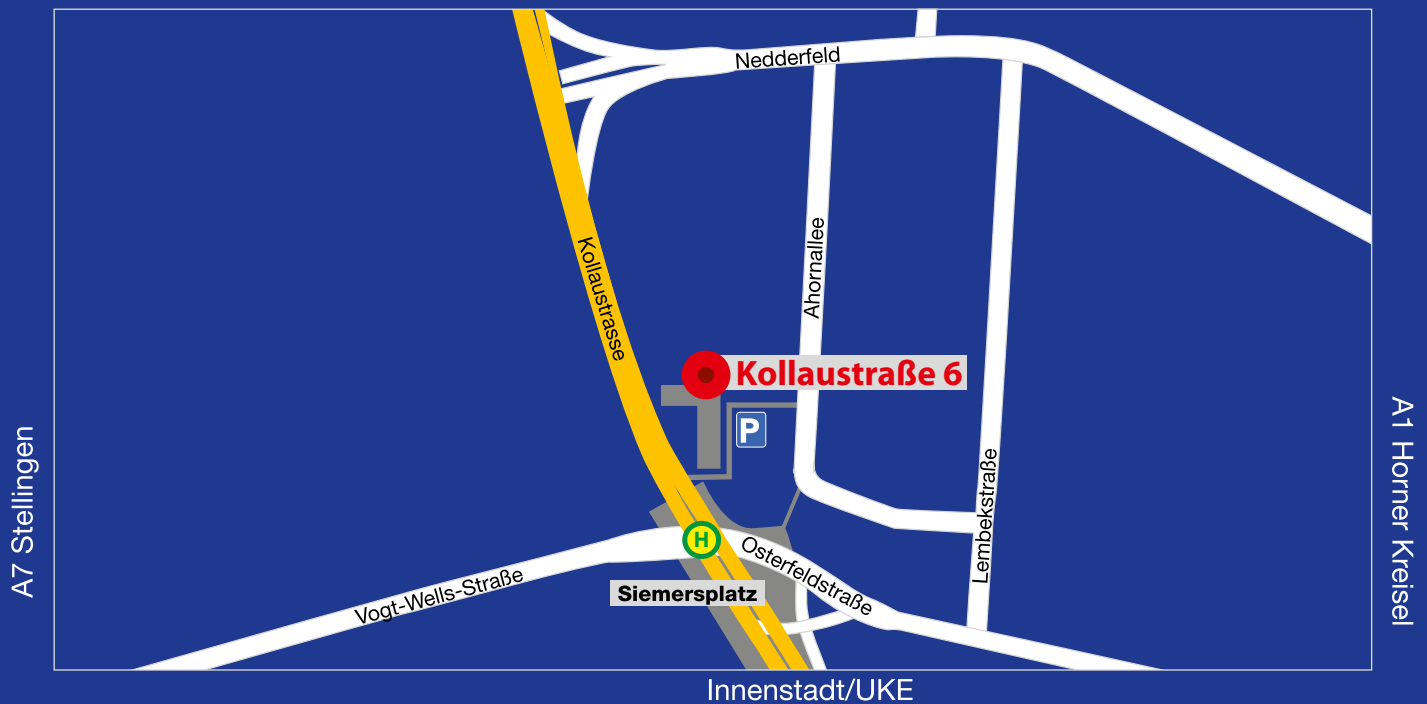 Nedderfeld
Kollaustrasse
Ahornallee
Kollaustraße 6
P
A7 Stellingen
A1 Horner Kreisel
Lembekstraße
H
Osterfeldstraße
Siemersplatz
Vogt-Wells-Straße
Innenstadt/UKE